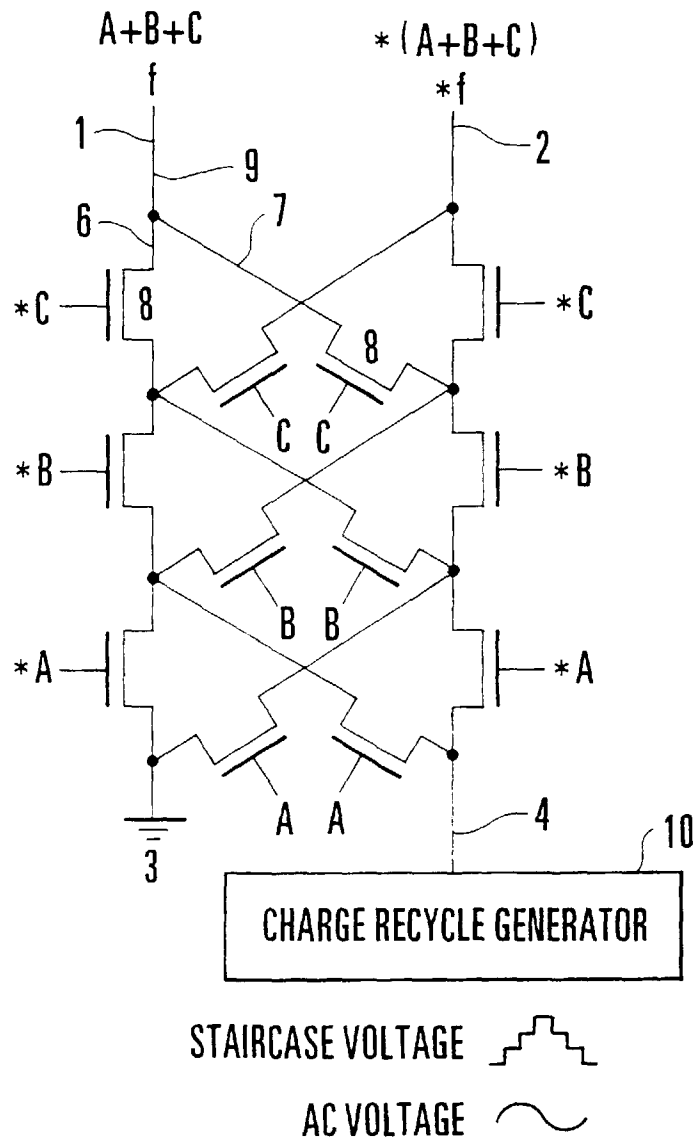 A+B+C
*(A+B+C)
f
*f
1
2
9
7
6
*C
8
*C
8
C
C
*B
*B
B
B
*A
*A
A
A
3
4
10
CHARGE RECYCLE GENERATOR
STAIRCASE VOLTAGE
AC VOLTAGE